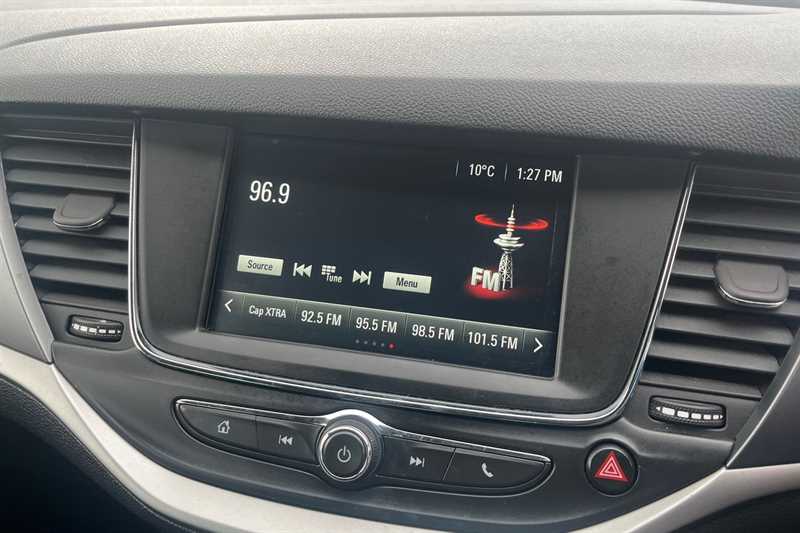 10°C 1:27 PM
96.9
FM
Source Tune Menu
Cap XTRA 92.5 FM 95.5 FM 98.5 FM 101.5 FM